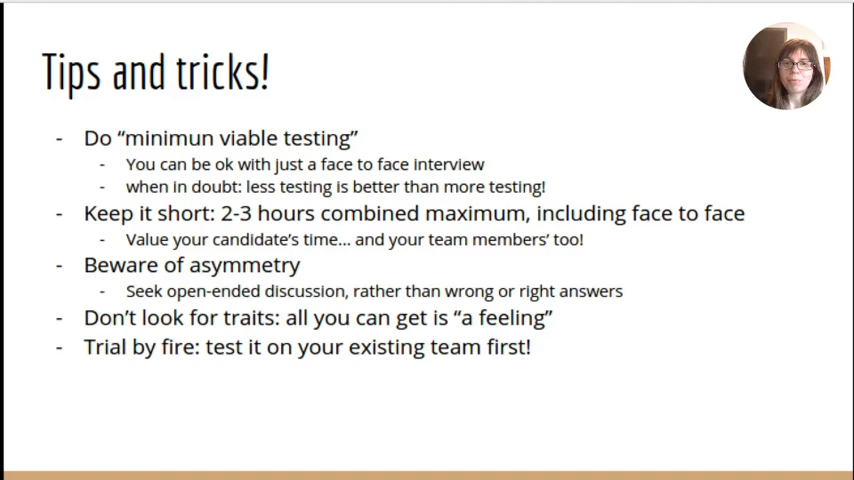 Tips and tricks!
- Do “minimun viable testing”
- You can be ok with just a face to face interview
- when in doubt: less testing is better than more testing!
- Keep it short: 2-3 hours combined maximum, including face to face
- Value your candidate’s time... and your team members’ too!
- Beware of asymmetry
- Seek open-ended discussion, rather than wrong or right answers
- Don’t look for traits: all you can get is “a feeling”
- Trial by fire: test it on your existing team first!